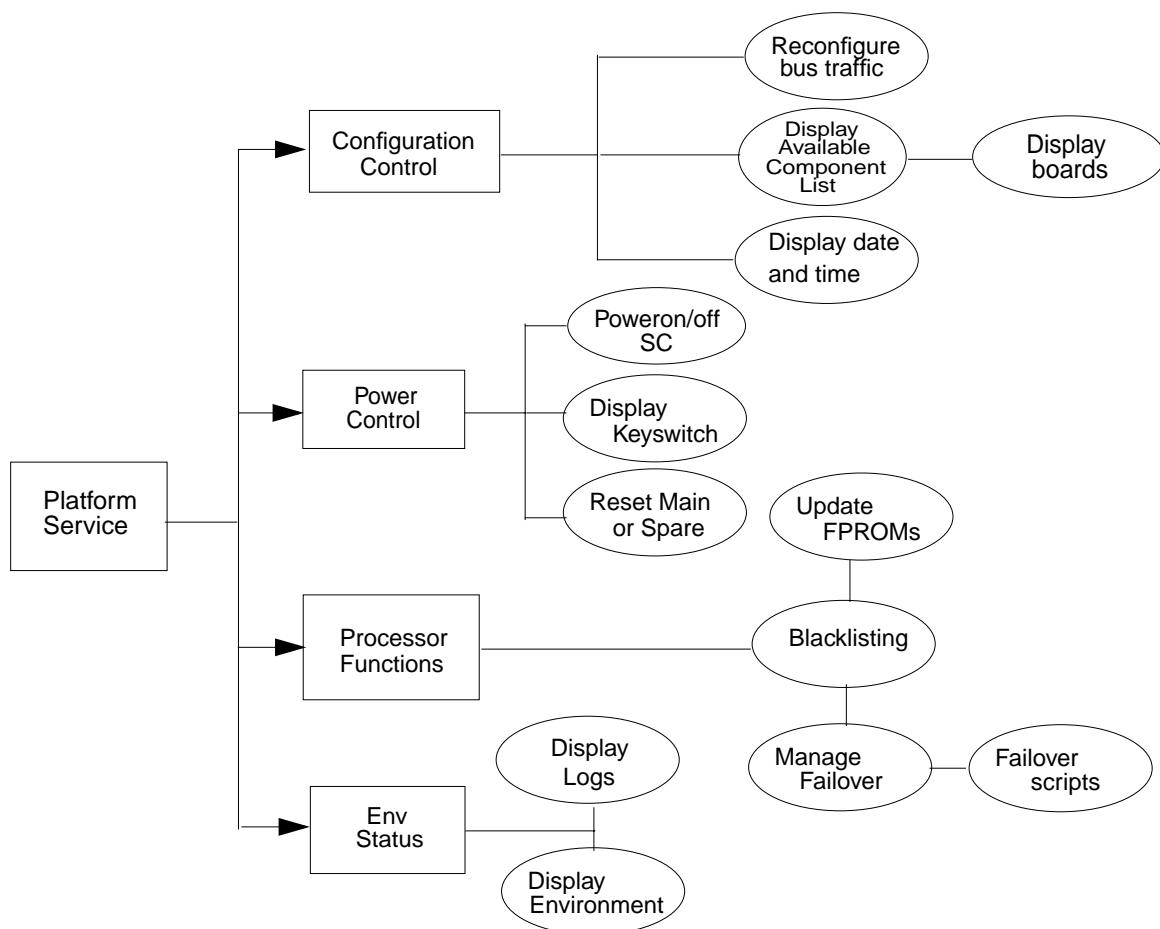 Reconfigure
bus traffic
Configuration
Control
Display
Available
Component
List
Display
boards
Display date
and time
Poweron/off
SC
Power
Control
Display
Keyswitch
Reset Main
or Spare
Platform
Service
Update
FPROMs
Processor
Functions
Blacklisting
Manage
Failover
Failover
scripts
Display
Logs
Env
Status
Display
Environment